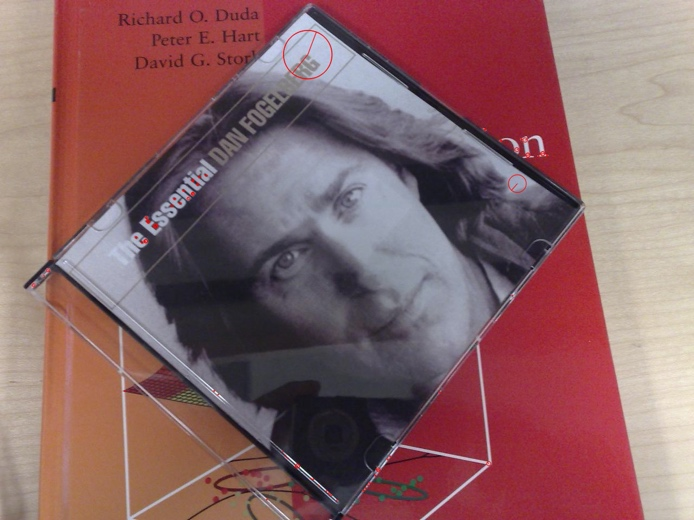 Richard O. Duda
Peter E. Hart
David G. Stork
The Essential DAN FOGELBERG